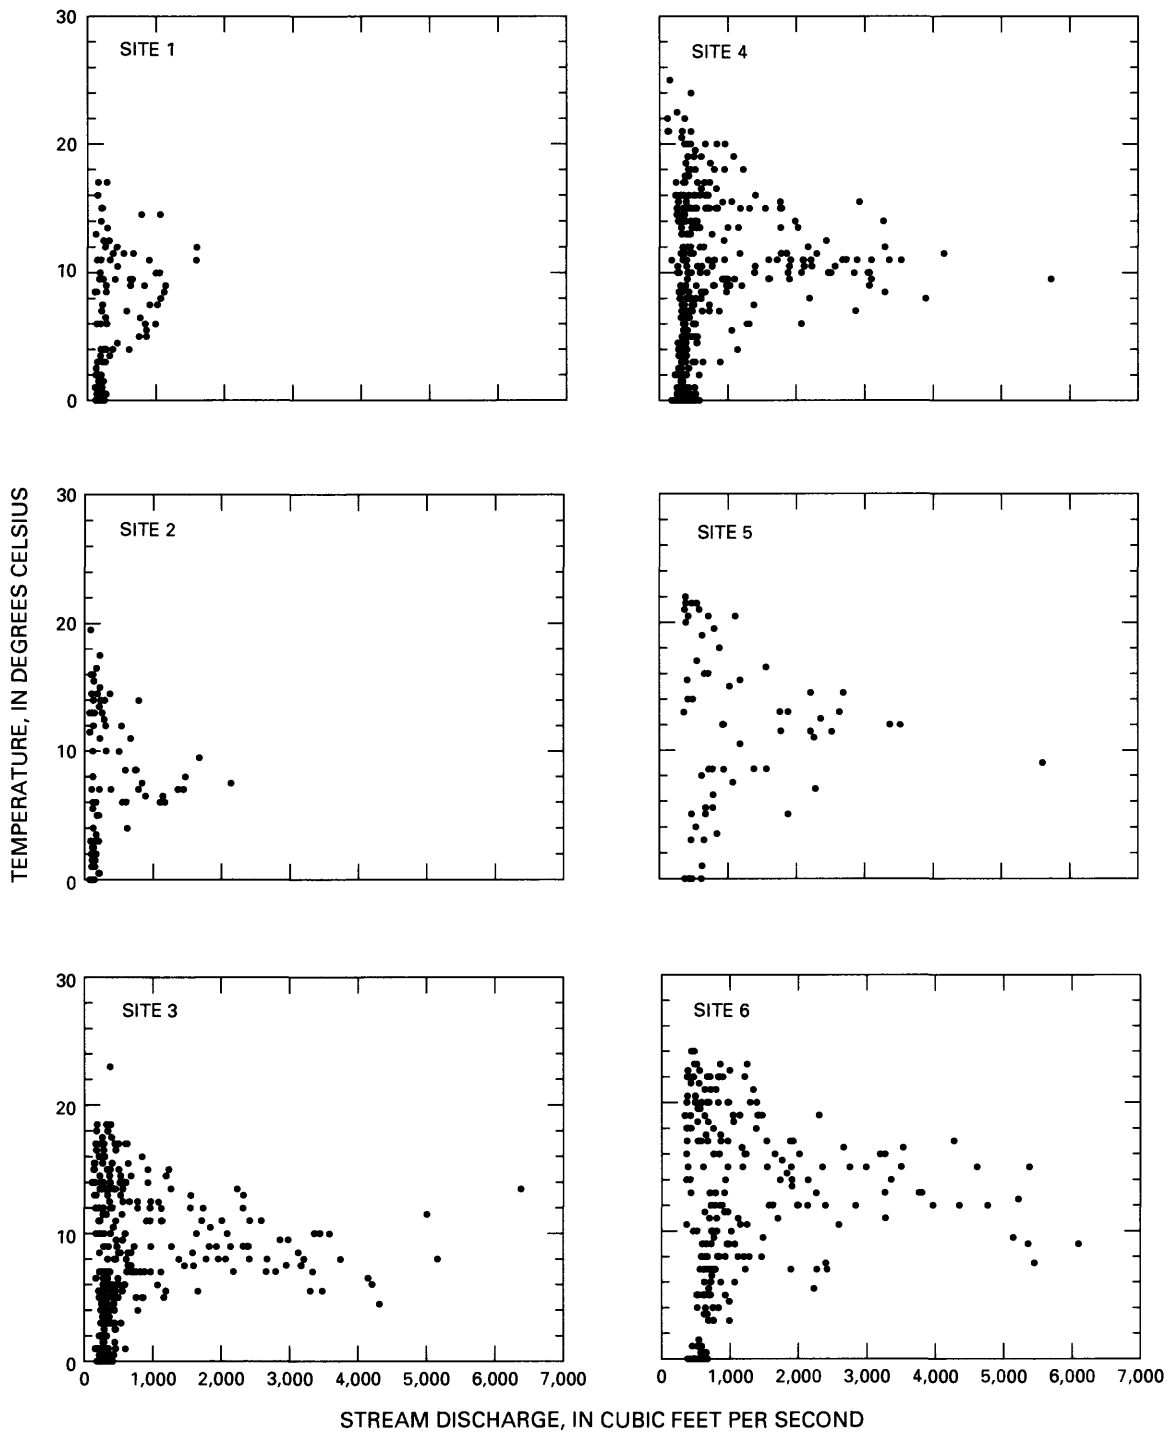 30
20
10
0
SITE 1
SITE 4
TEMPERATURE, IN DEGREES CELSIUS
30
20
10
0
SITE 2
SITE 5
30
20
10
0
SITE 3
SITE 6
0 1,000 2,000 3,000 4,000 5,000 6,000 7,000
0 1,000 2,000 3,000 4,000 5,000 6,000 7,000
STREAM DISCHARGE, IN CUBIC FEET PER SECOND